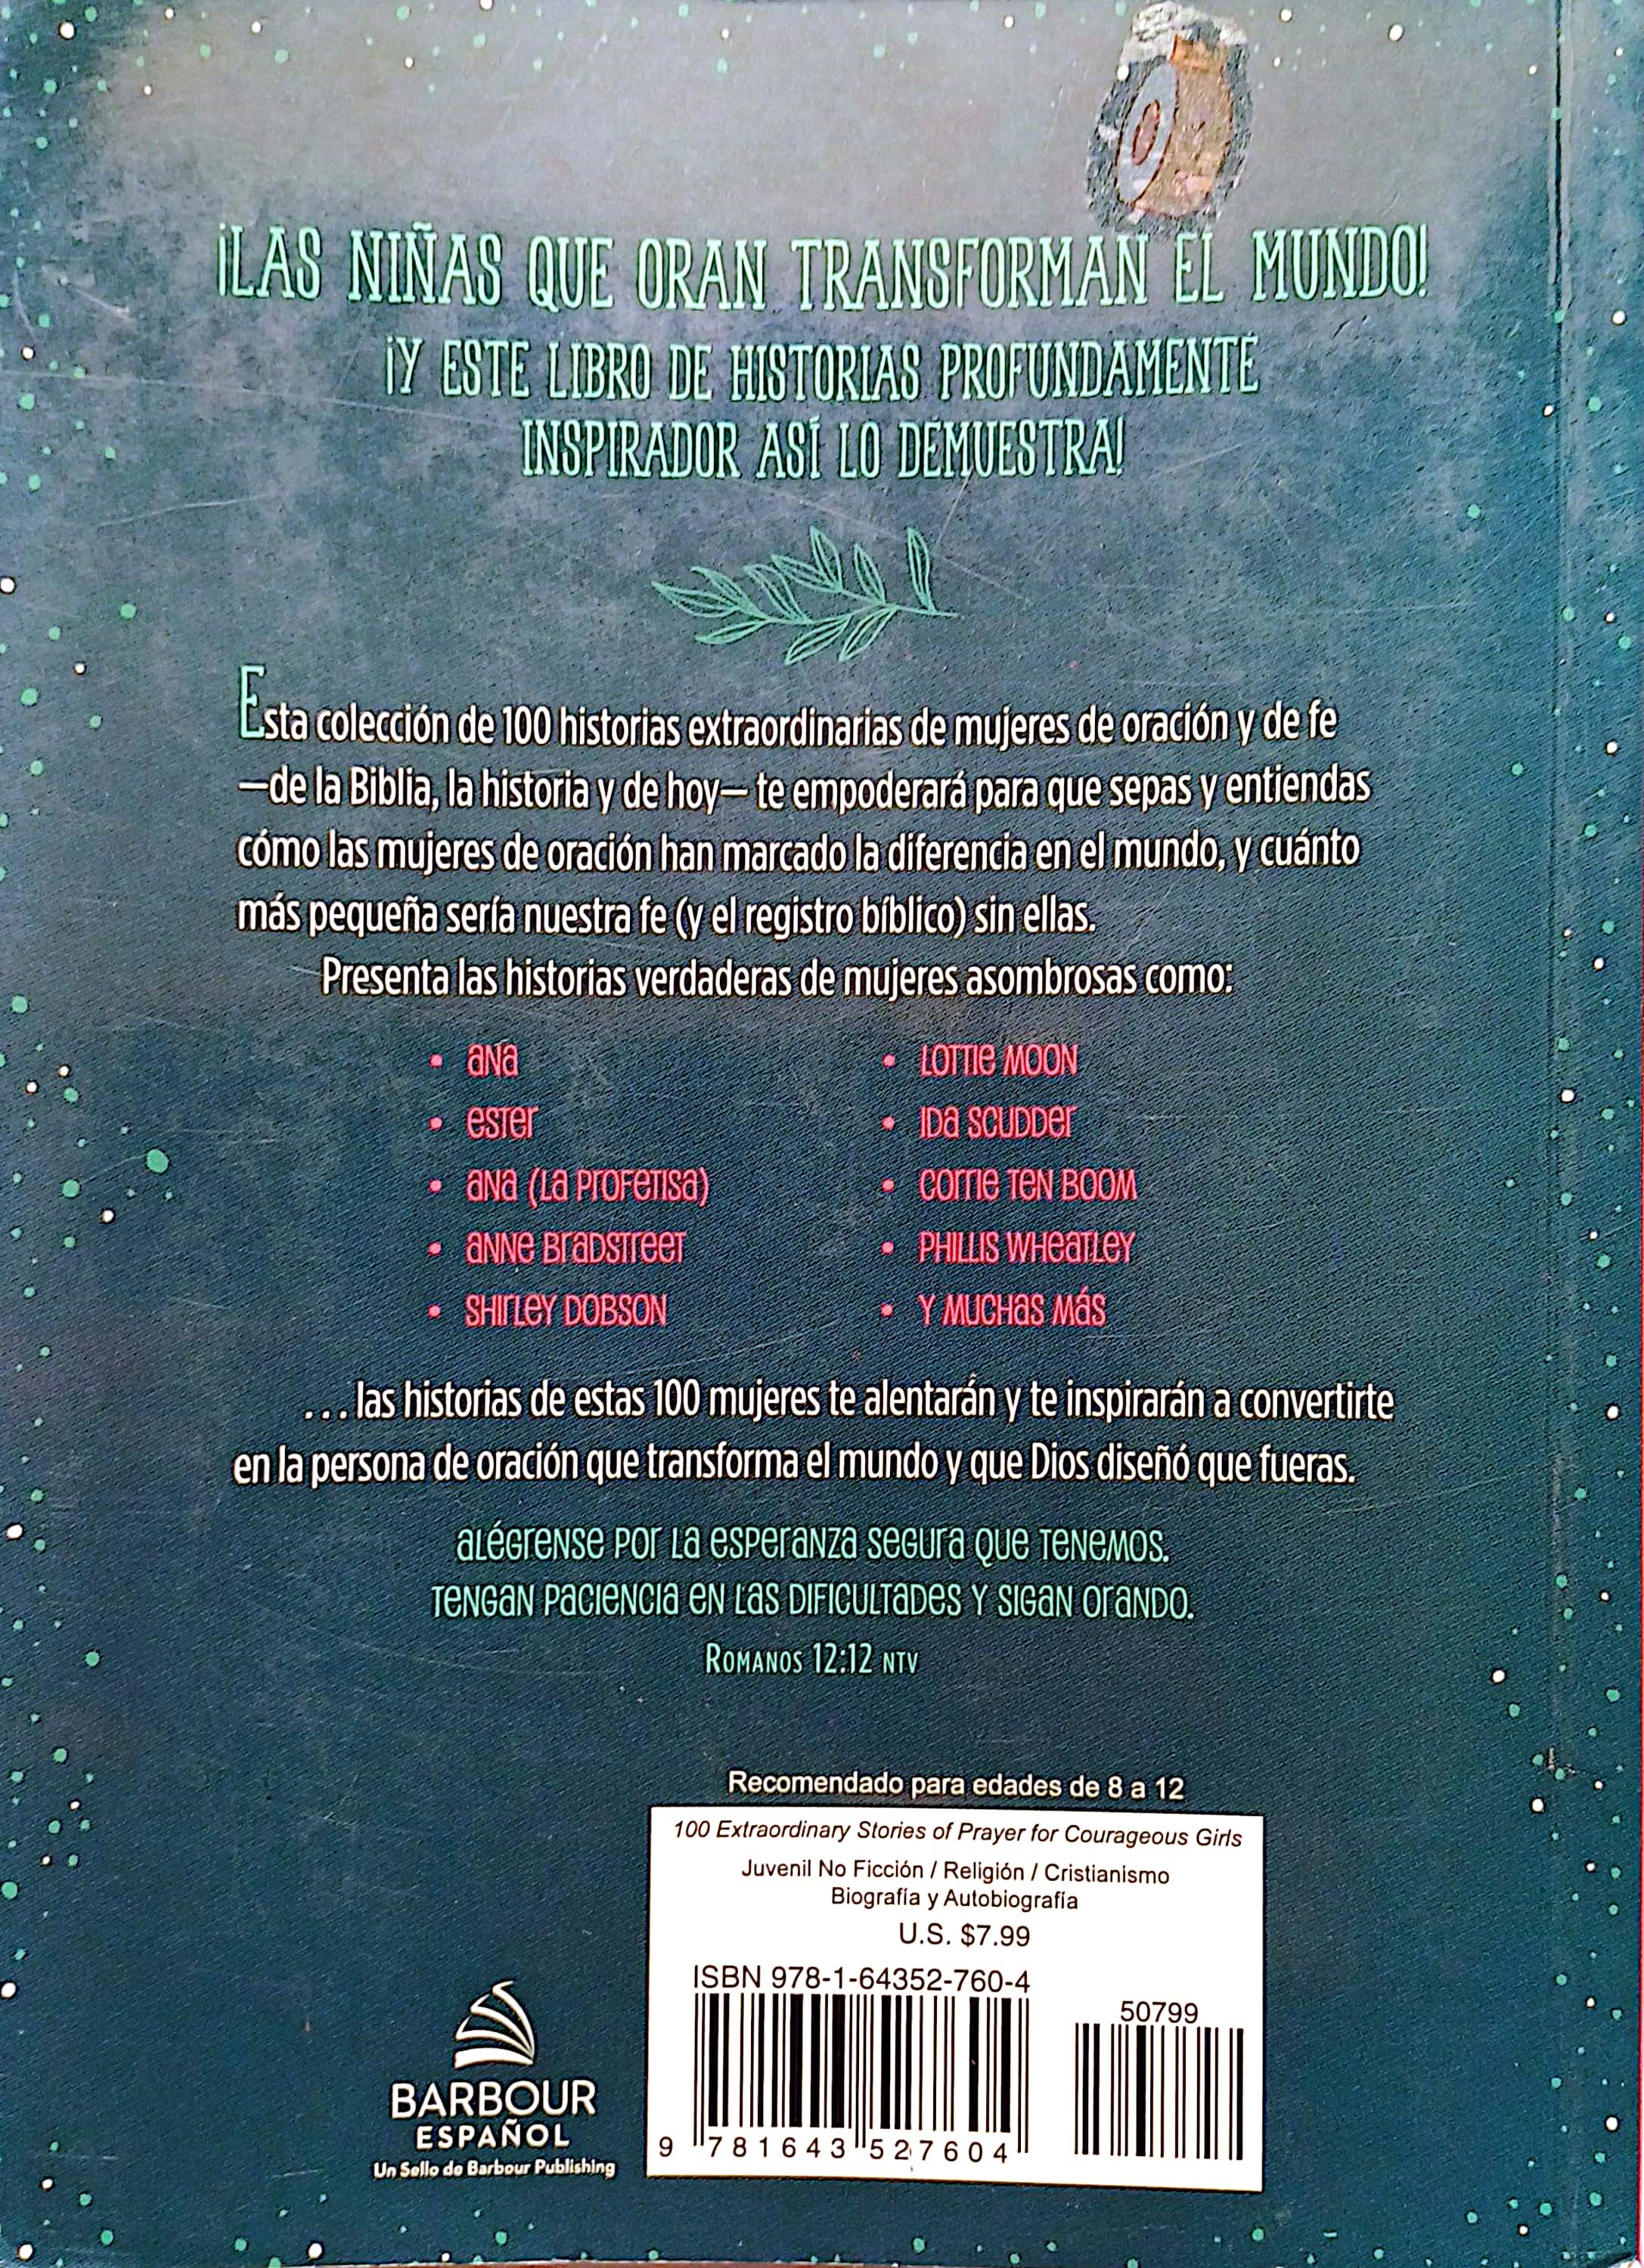 ¡LAS NIÑAS QUE ORAN TRANSFORMAN EL MUNDO!
¡Y ESTE LIBRO DE HISTORIAS PROFUNDAMENTE
INSPIRADOR ASÍ LO DEMUESTRA!
Esta colección de 100 historias extraordinarias de mujeres de oración y de fe
—de la Biblia, la historia y de hoy— te empoderará para que sepas y entiendas
cómo las mujeres de oración han marcado la diferencia en el mundo, y cuánto
más pequeña sería nuestra fe (y el registro bíblico) sin ellas.
Presenta las historias verdaderas de mujeres asombrosas como:
• ANA
• ESTER
• ANA (LA PROFETISA)
• ANNE BRADSTREET
• SHIRLEY DOBSON
• LOTTIE MOON
• IDA SCUDDER
• CORRIE TEN BOOM
• PHILLIS WHEATLEY
• Y MUCHAS MÁS
. . . las historias de estas 100 mujeres te alentarán y te inspirarán a convertirte
en la persona de oración que transforma el mundo y que Dios diseñó que fueras.
ALÉGRENSE POR LA ESPERANZA SEGURA QUE TENEMOS.
TENGAN PACIENCIA EN LAS DIFICULTADES Y SIGAN ORANDO.
ROMANOS 12:12 NTV
Recomendado para edades de 8 a 12
100 Extraordinary Stories of Prayer for Courageous Girls
Juvenil No Ficción / Religión / Cristianismo
Biografía y Autobiografía
U.S. $7.99
ISBN 978-1-64352-760-4
50799
9 781643 527604
BARBOUR
ESPAÑOL
Un Sello de Barbour Publishing